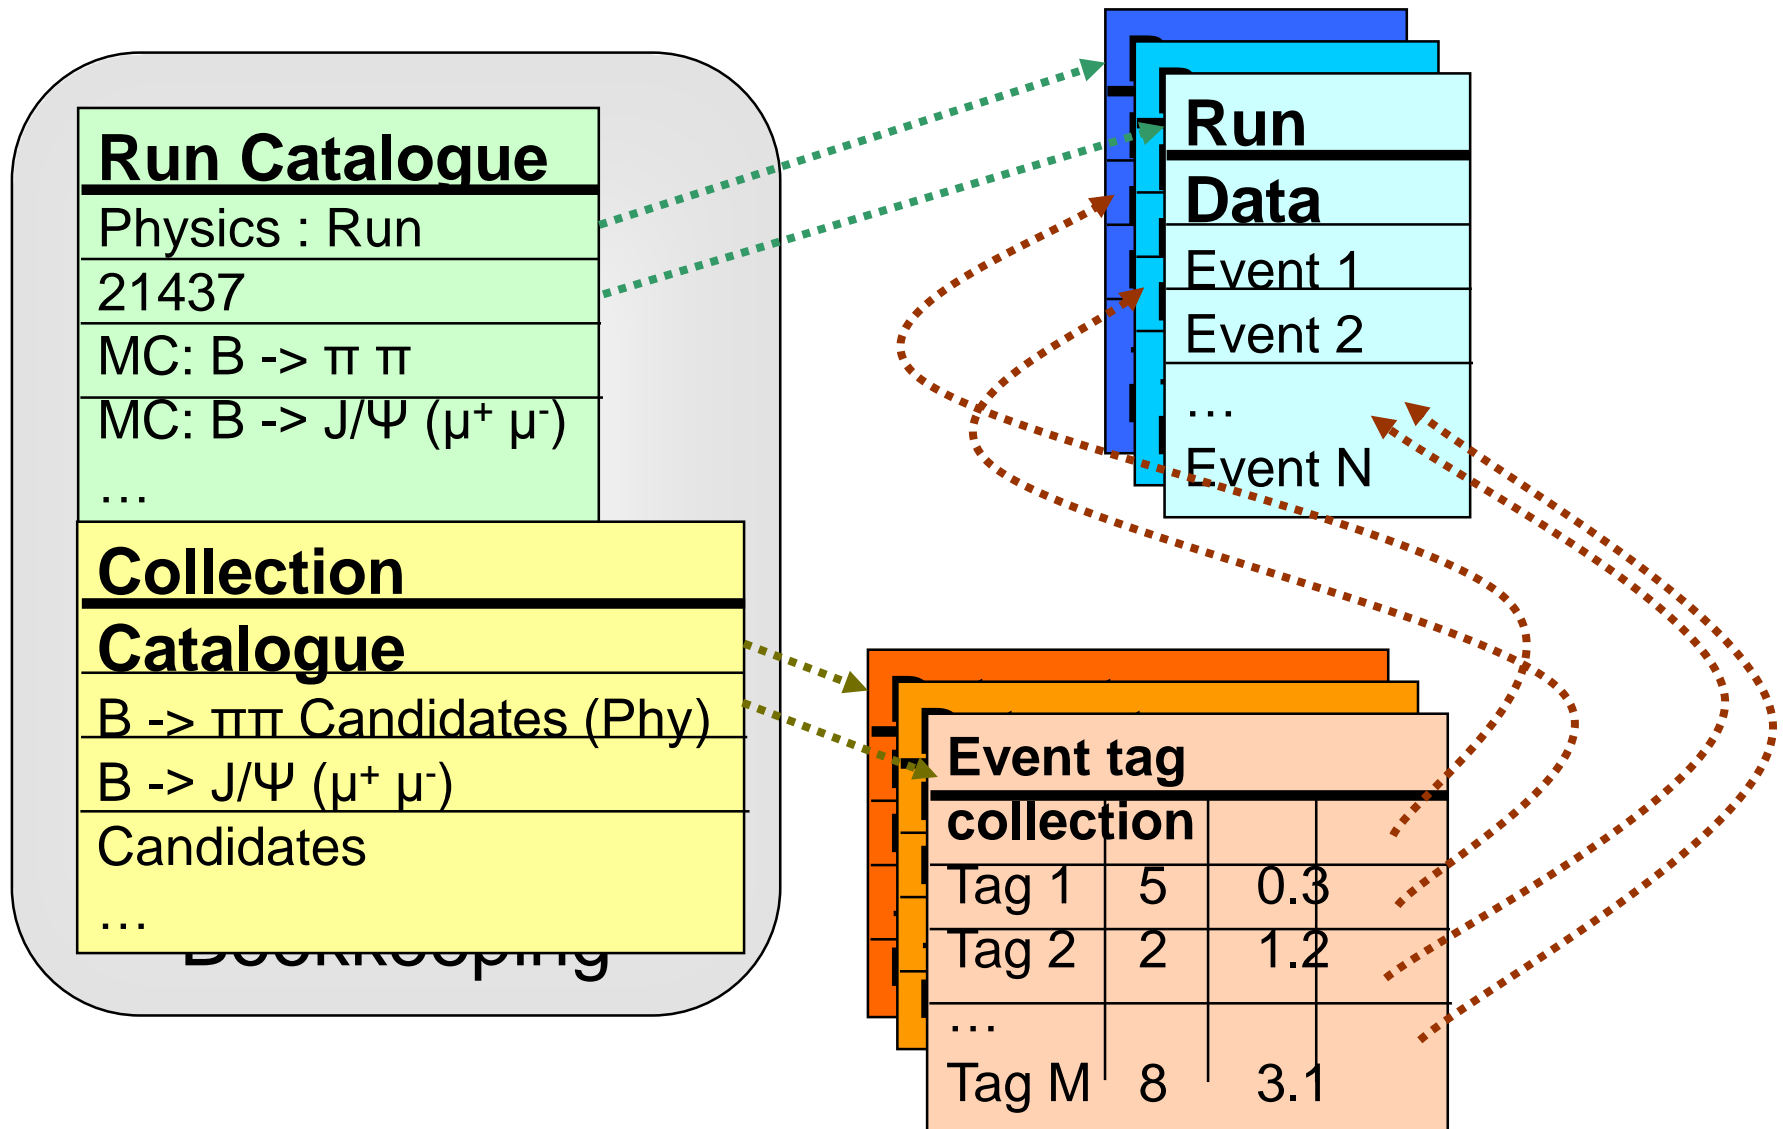 Run Catalogue
Physics : Run
21437
MC: B -> π π
MC: B -> J/Ψ (μ⁺ μ⁻)
…
Collection
Catalogue
B -> ππ Candidates (Phy)
B -> J/Ψ (μ⁺ μ⁻)
Candidates
…
Bookkeeping
Run
Data
Event 1
Event 2
…
Event N
Event tag
collection
Tag 1 5 0.3
Tag 2 2 1.2
…
Tag M 8 3.1